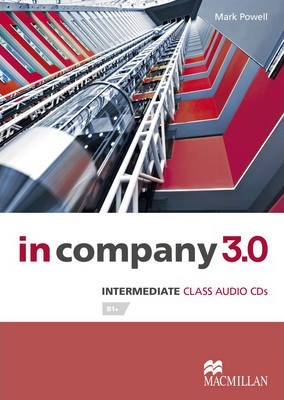 Mark Powell
in company 3.0
INTERMEDIATE CLASS AUDIO CDs
B1+
MACMILLAN